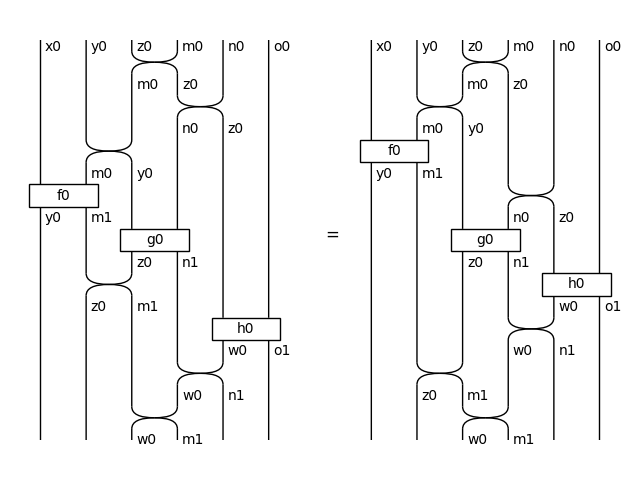 x0 y0 z0 m0 n0 o0 x0 y0 z0 m0 n0 o0
m0 z0 m0 z0
n0 z0 m0 y0
f0
m0 y0 y0 m1
f0
y0 m1 n0 z0
g0 = g0
z0 n1 z0 n1
h0
z0 m1 w0 o1
h0
w0 o1 w0 n1
w0 n1 z0 m1
w0 m1 w0 m1